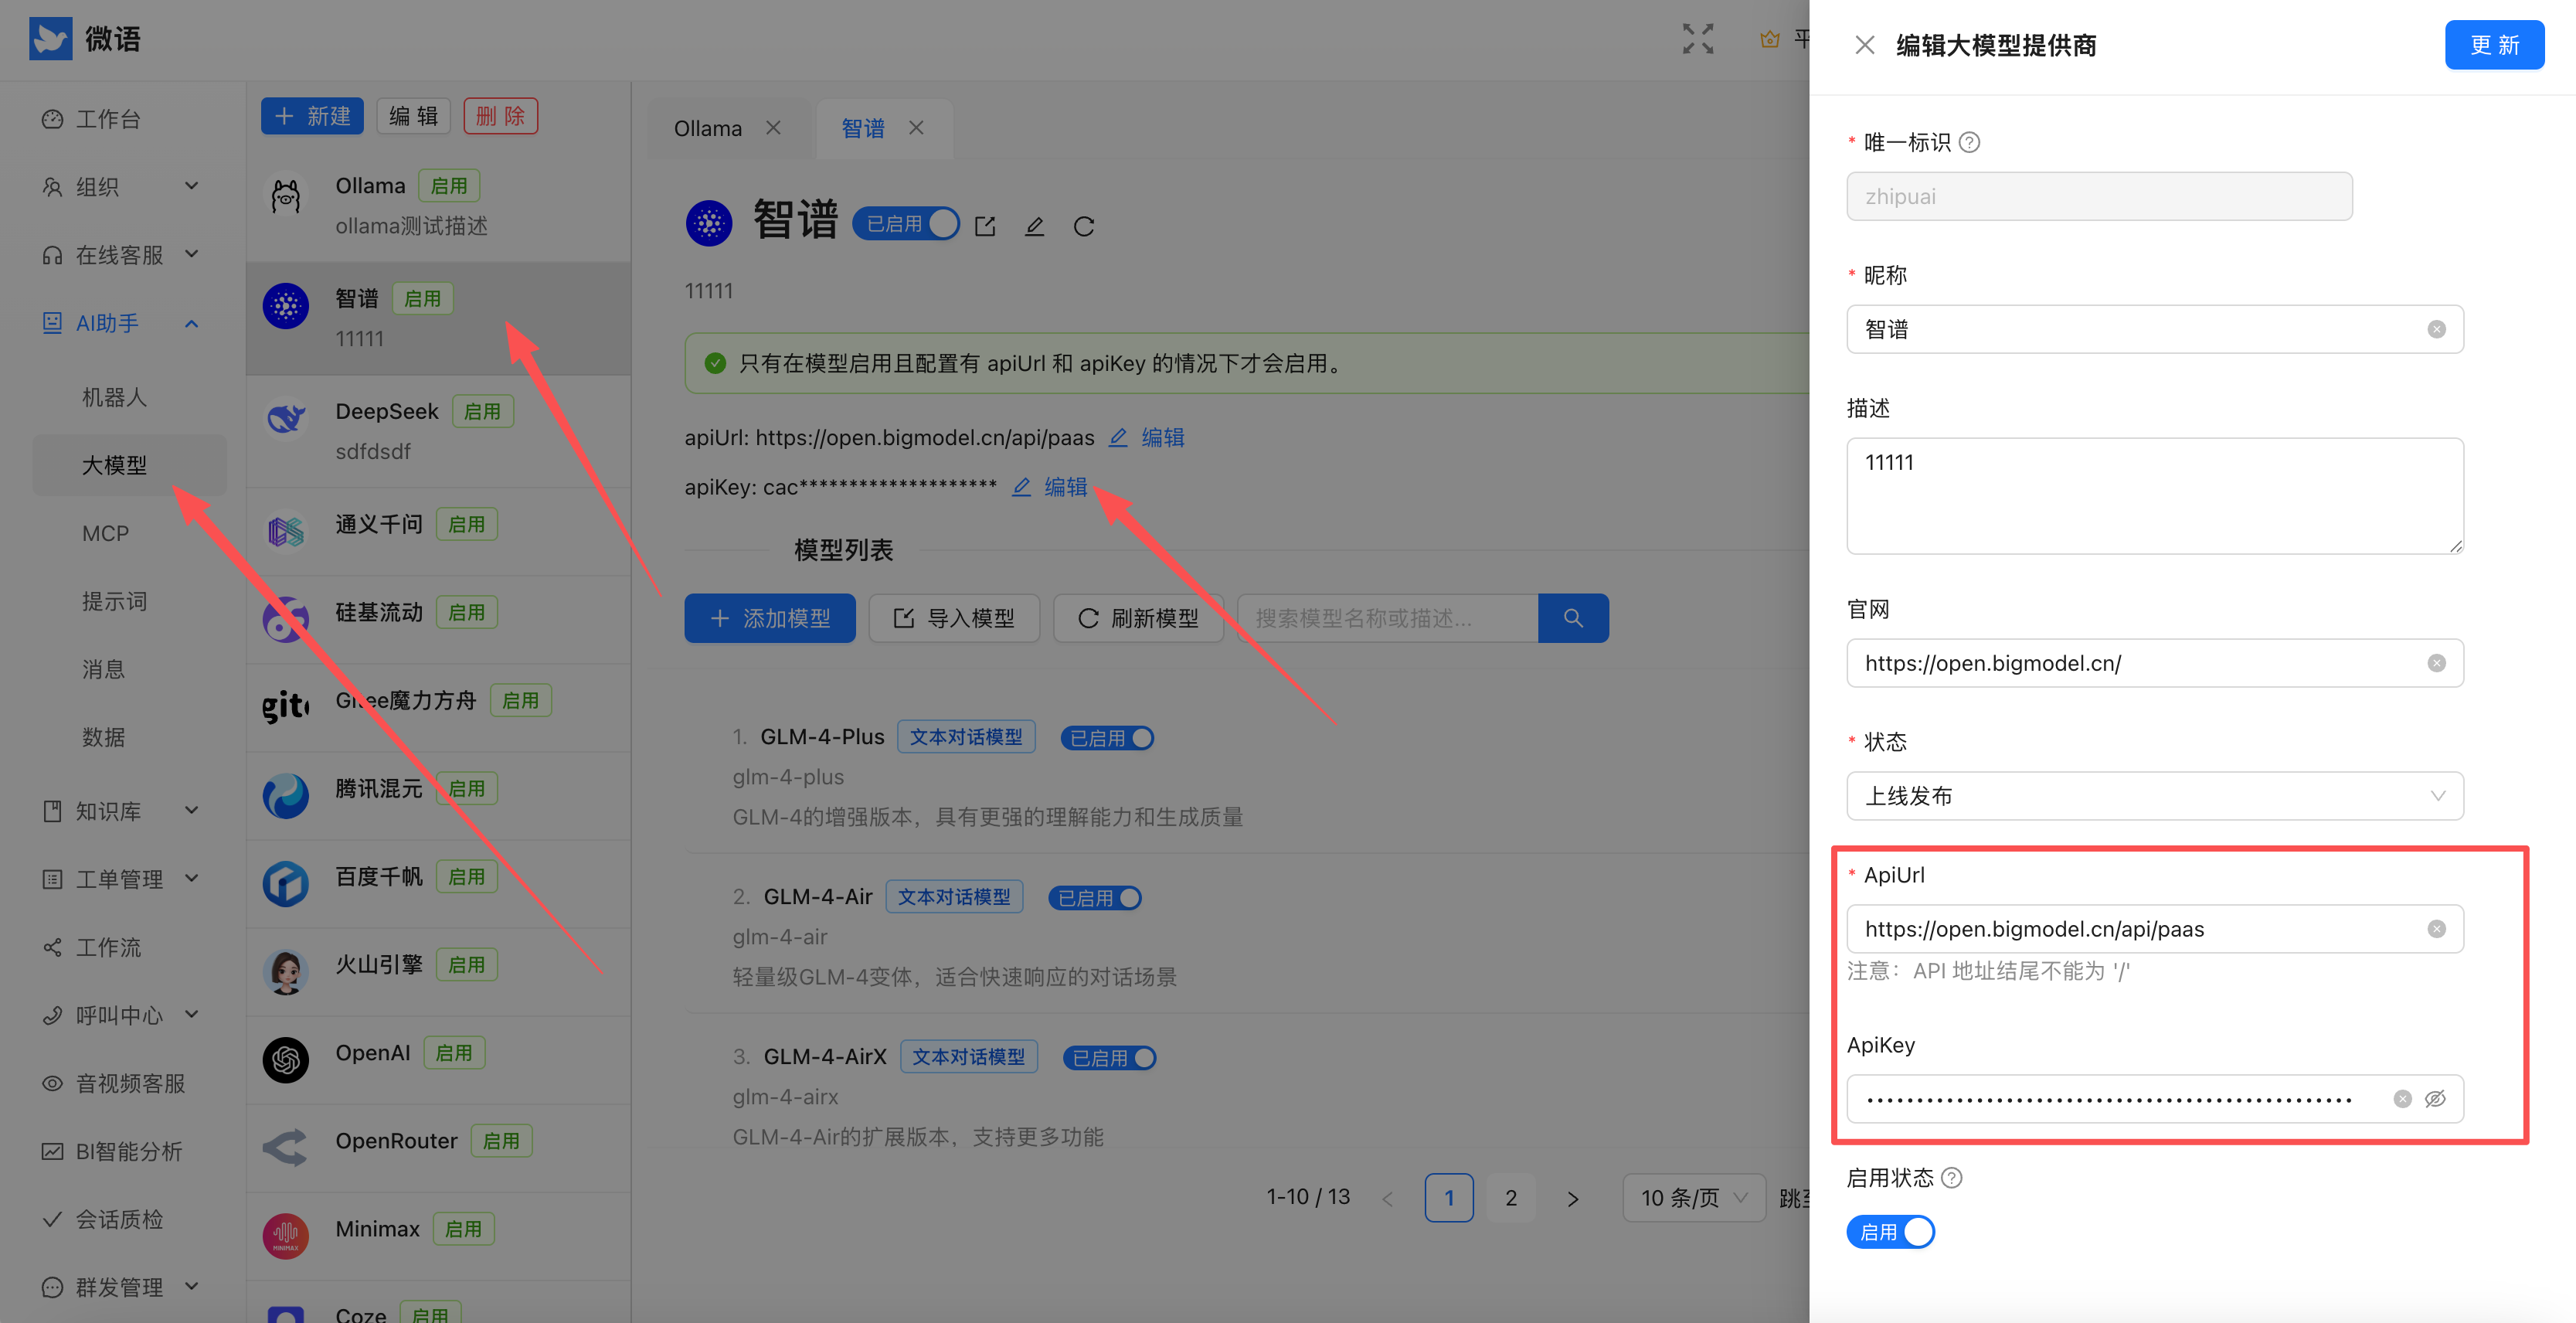 微语
平
工作台
组织
在线客服
AI助手
机器人
大模型
MCP
提示词
消息
数据
知识库
工单管理
工作流
呼叫中心
音视频客服
BI智能分析
会话质检
群发管理
新建 编辑 删除
Ollama 启用
ollama测试描述
智谱 启用
11111
DeepSeek 启用
sdfdsdf
通义千问 启用
硅基流动 启用
gite
Gitee魔力方舟 启用
腾讯混元 启用
百度千帆 启用
火山引擎 启用
OpenAI 启用
OpenRouter 启用
MINIMAX
Minimax 启用
Coze 启用
Ollama 智谱
智谱 已启用
11111
只有在模型启用且配置有 apiUrl 和 apiKey 的情况下才会启用。
apiUrl: https://open.bigmodel.cn/api/paas 编辑
apiKey: cac******************** 编辑
模型列表
添加模型 导入模型 刷新模型 搜索模型名称或描述...
1. GLM-4-Plus 文本对话模型 已启用
glm-4-plus
GLM-4的增强版本，具有更强的理解能力和生成质量
2. GLM-4-Air 文本对话模型 已启用
glm-4-air
轻量级GLM-4变体，适合快速响应的对话场景
3. GLM-4-AirX 文本对话模型 已启用
glm-4-airx
GLM-4-Air的扩展版本，支持更多功能
1-10 / 13 < 1 2 > 10 条/页 跳至
编辑大模型提供商 更新
* 唯一标识
zhipuai
* 昵称
智谱
描述
11111
官网
https://open.bigmodel.cn/
* 状态
上线发布
* ApiUrl
https://open.bigmodel.cn/api/paas
注意：API 地址结尾不能为 '/'
ApiKey
•••••••••••••••••••••••••••••••••••••••••••••••••
启用状态
启用